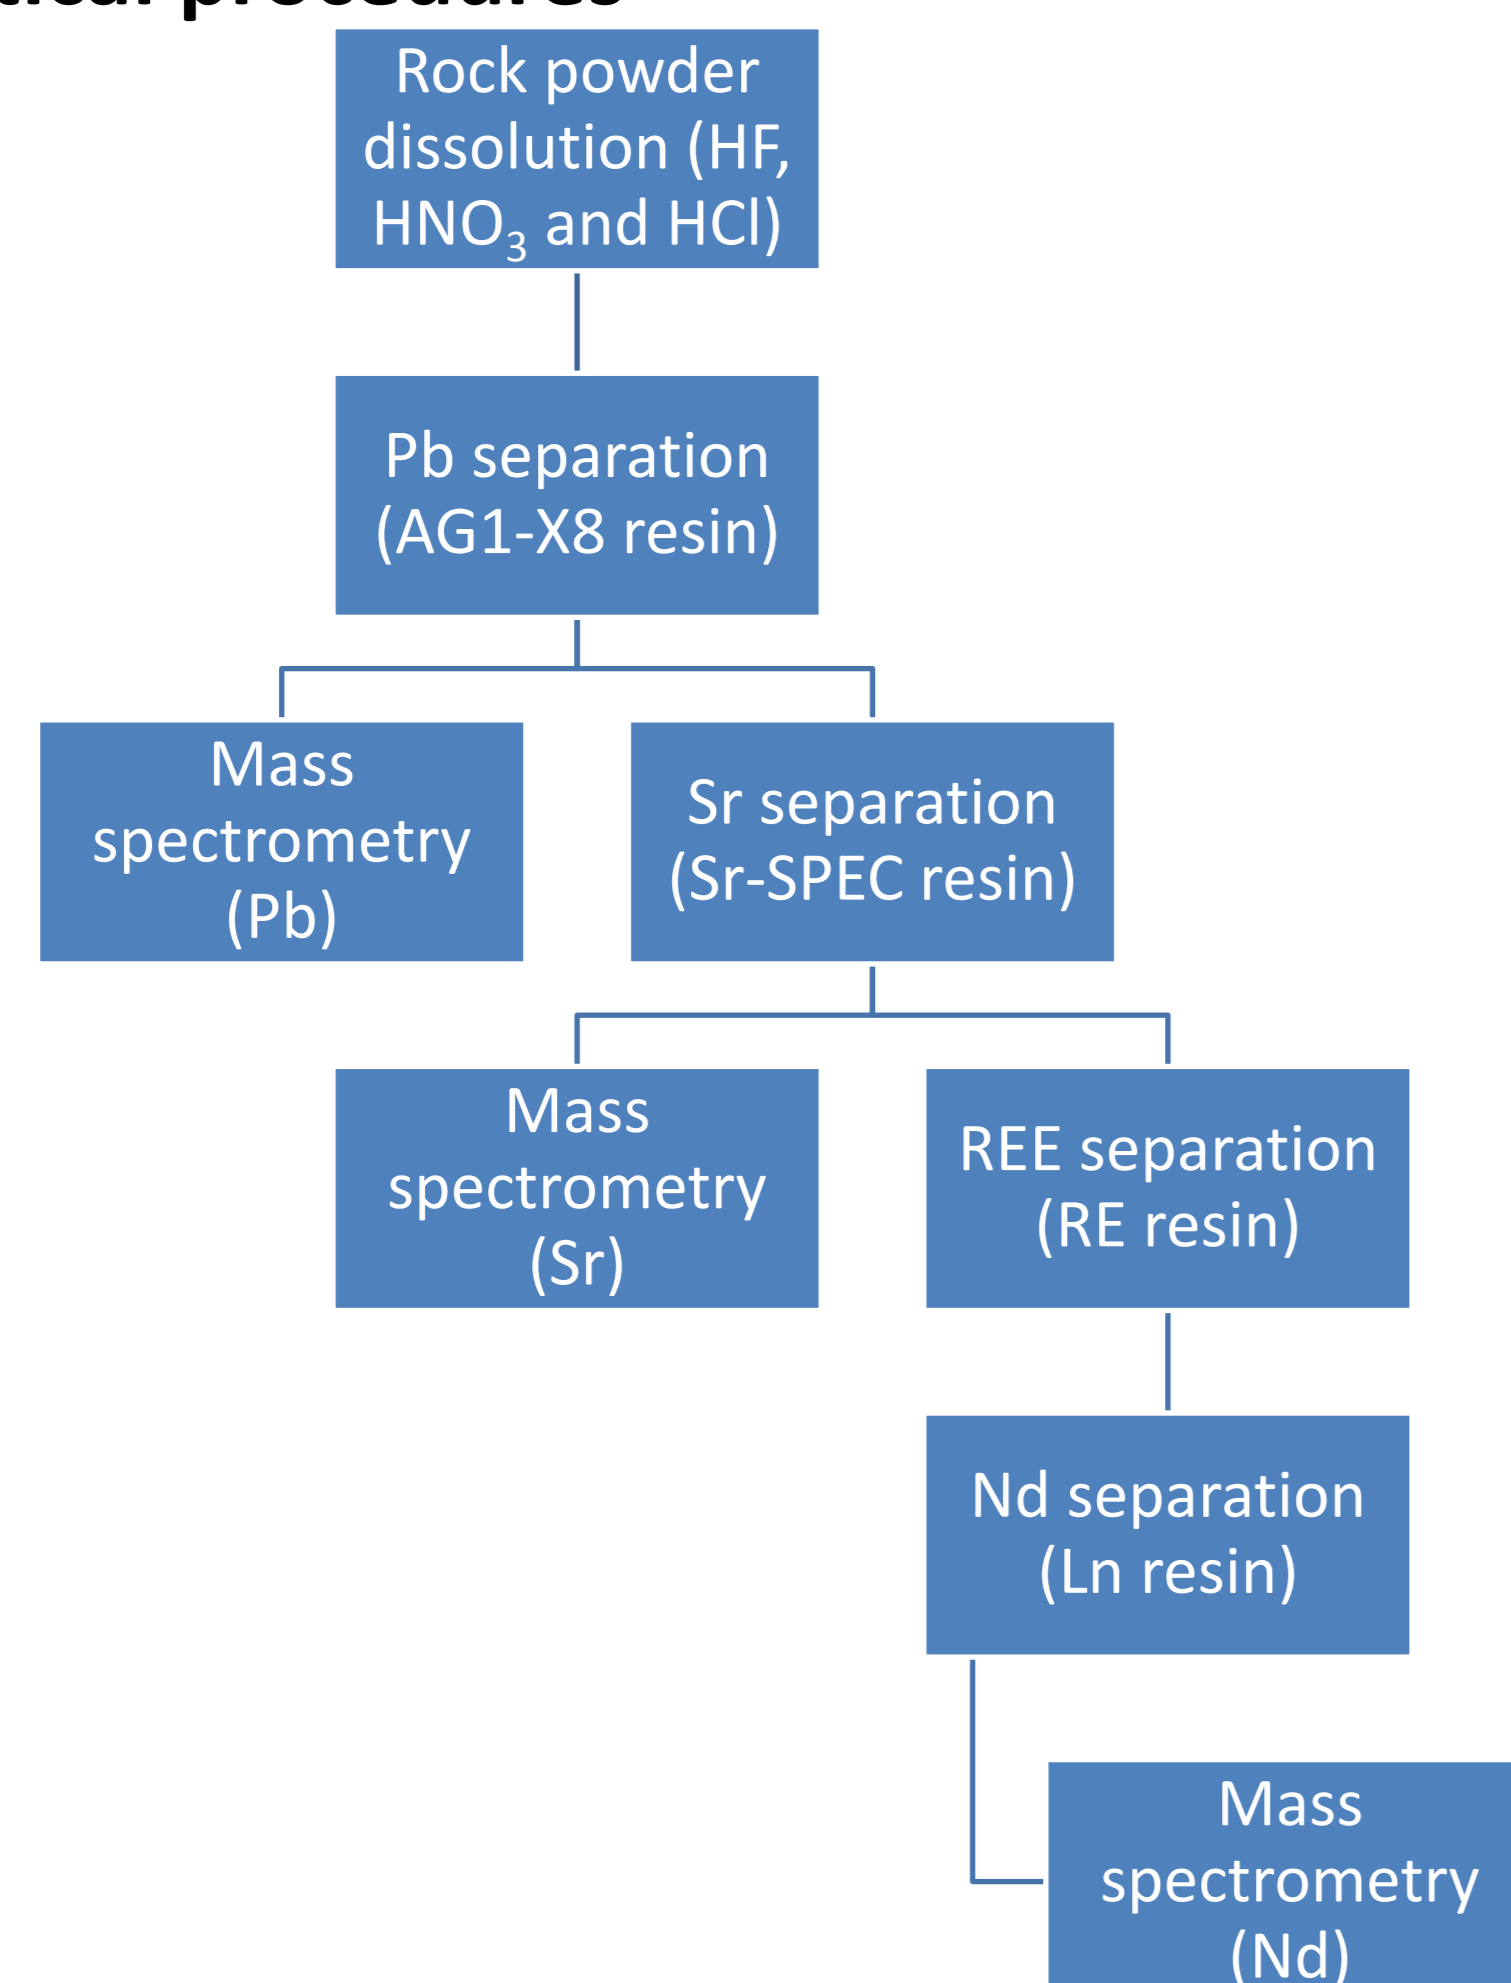 procedures
Rock powder
dissolution (HF,
HNO₃ and HCl)
Pb separation
(AG1-X8 resin)
Mass
spectrometry
(Pb)
Sr separation
(Sr-SPEC resin)
Mass
spectrometry
(Sr)
REE separation
(RE resin)
Nd separation
(Ln resin)
Mass
spectrometry
(Nd)